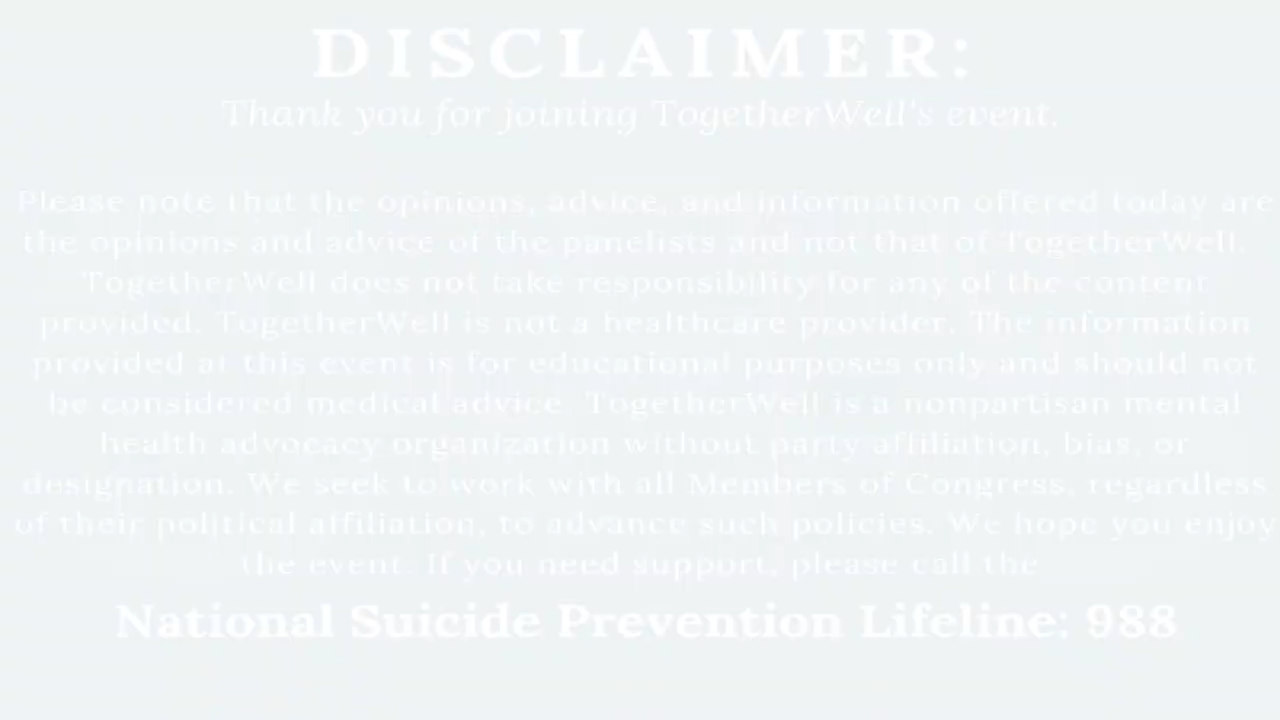 DISCLAIMER:
Thank you for joining TogetherWell's event.
Please note that the opinions, advice, and information offered today are
the opinions and advice of the panelists and not that of TogetherWell.
TogetherWell does not take responsibility for any of the content
provided. TogetherWell is not a healthcare provider. The information
provided at this event is for educational purposes only and should not
be considered medical advice. TogetherWell is a nonpartisan mental
health advocacy organization without party affiliation, bias, or
designation. We seek to work with all Members of Congress, regardless
of their political affiliation, to advance such policies. We hope you enjoy
the event. If you need support, please call the
National Suicide Prevention Lifeline: 988